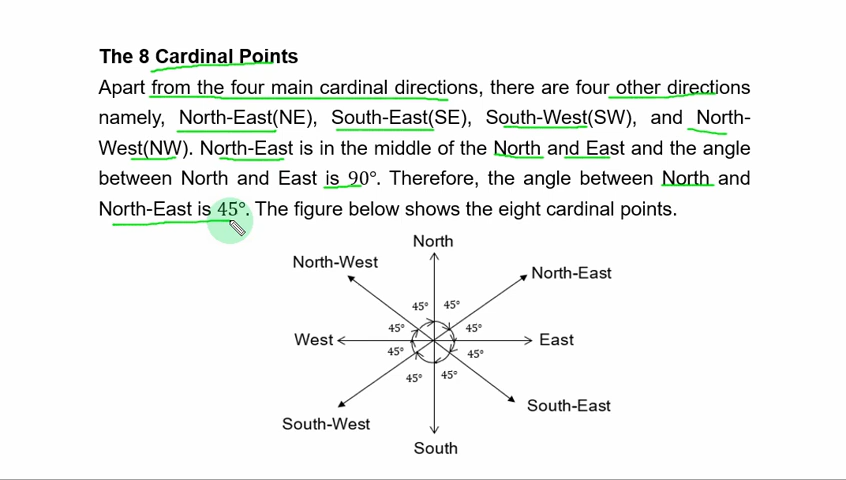 The 8 Cardinal Points
Apart from the four main cardinal directions, there are four other directions
namely, North-East(NE), South-East(SE), South-West(SW), and North-
West(NW). North-East is in the middle of the North and East and the angle
between North and East is 90°. Therefore, the angle between North and
North-East is 45°. The figure below shows the eight cardinal points.
North
North-West
North-East
45° 45°
45° 45°
West
East
45° 45°
45° 45°
South-East
South-West
South